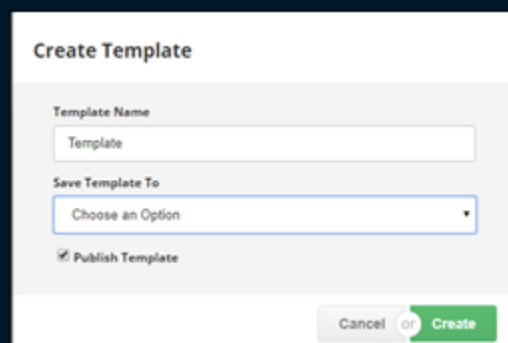 Create Template
Template Name
Template
Save Template To
Choose an Option
Publish Template
Cancel or Create